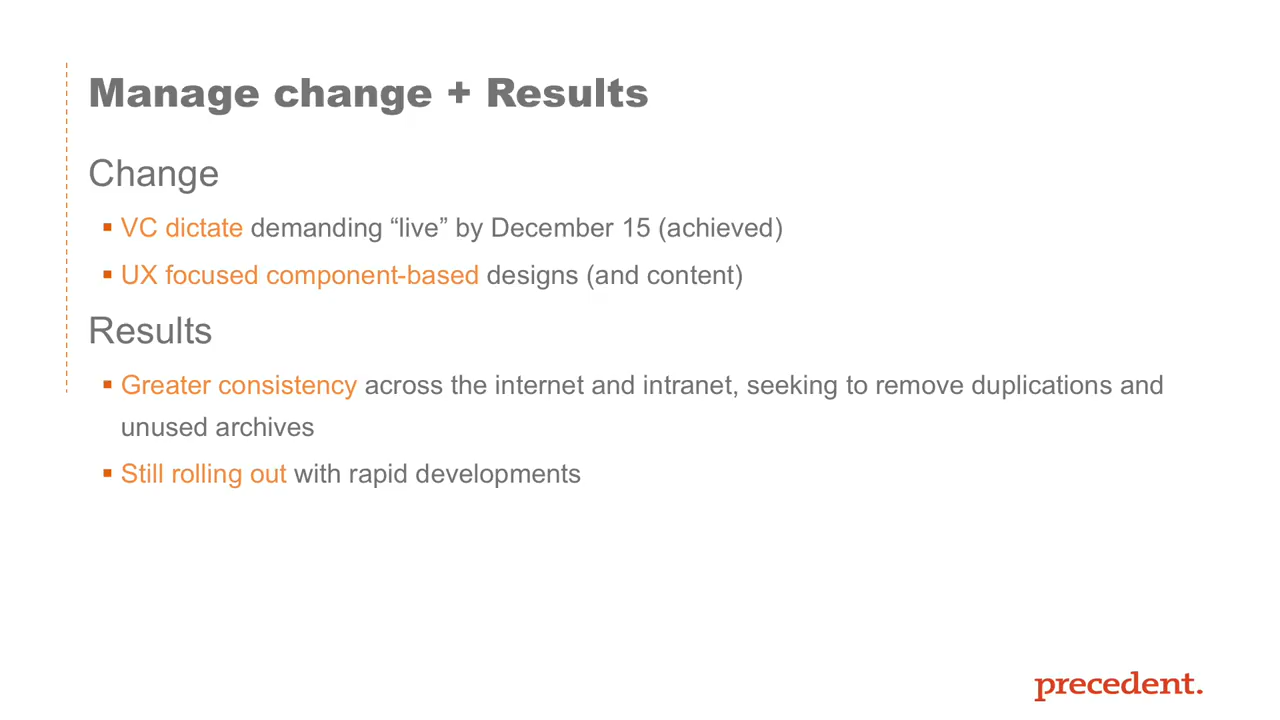 Manage change + Results
Change
▪ VC dictate demanding “live” by December 15 (achieved)
▪ UX focused component-based designs (and content)
Results
▪ Greater consistency across the internet and intranet, seeking to remove duplications and
unused archives
▪ Still rolling out with rapid developments
precedent.